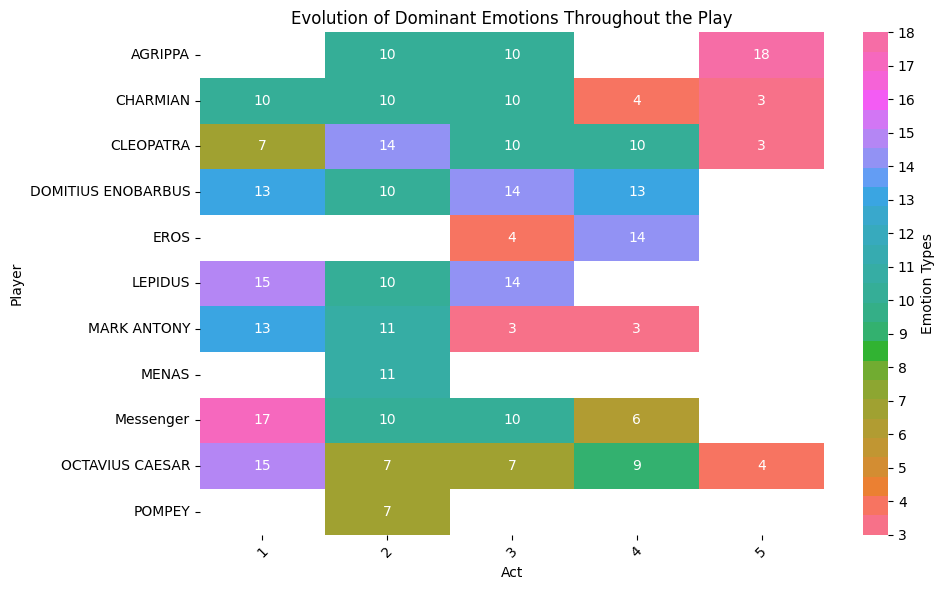 Evolution of Dominant Emotions Throughout the Play
AGRIPPA 10 10 18
CHARMIAN 10 10 10 4 3
CLEOPATRA 7 14 10 10 3
DOMITIUS ENOBARBUS 13 10 14 13
EROS 4 14
LEPIDUS 15 10 14
MARK ANTONY 13 11 3 3
MENAS 11
Messenger 17 10 10 6
OCTAVIUS CAESAR 15 7 7 9 4
POMPEY 7
1 2 3 4 5
Act
Player
18
17
16
15
14
13
12
11
10
9
8
7
6
5
4
3
Emotion Types